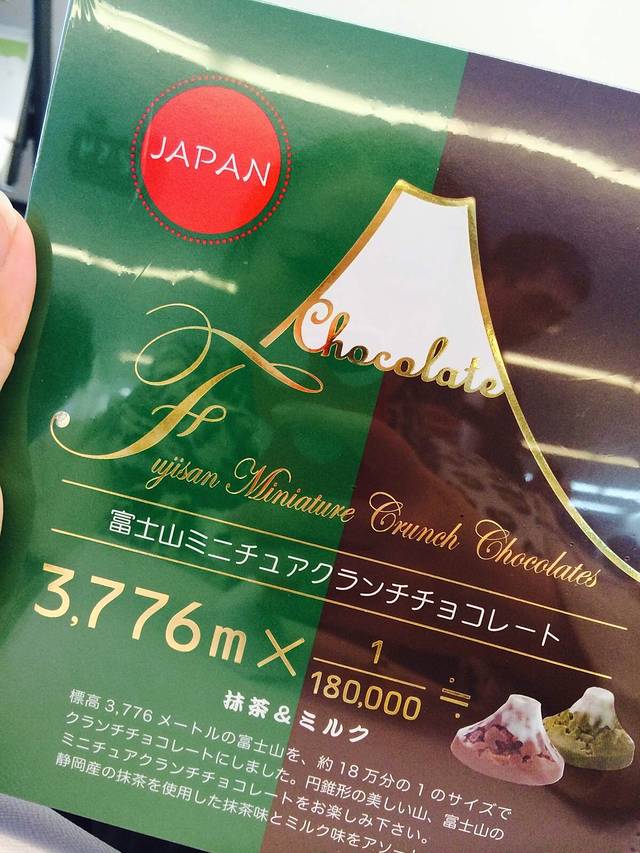 JAPAN
Chocolate
Fujisan Miniature Crunch Chocolates
富士山ミニチュアクランチチョコレート
3,776m×1/180,000≒
抹茶&ミルク
標高3,776メートルの富士山を、約18万分の1のサイズで
クランチチョコレートにしました。円錐形の美しい山、富士山の
ミニチュアクランチチョコレートをお楽しみ下さい。
静岡産の抹茶を使用した抹茶味とミルク味をアソー